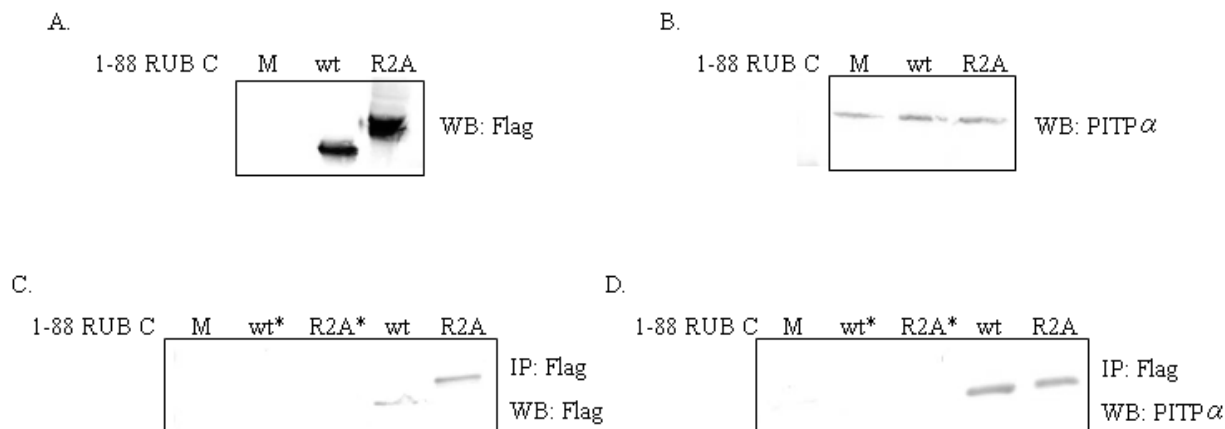 A.
1-88 RUB C M wt R2A
WB: Flag
B.
1-88 RUB C M wt R2A
WB: PITPα
C.
1-88 RUB C M wt* R2A* wt R2A
IP: Flag
WB: Flag
D.
1-88 RUB C M wt* R2A* wt R2A
IP: Flag
WB: PITPα